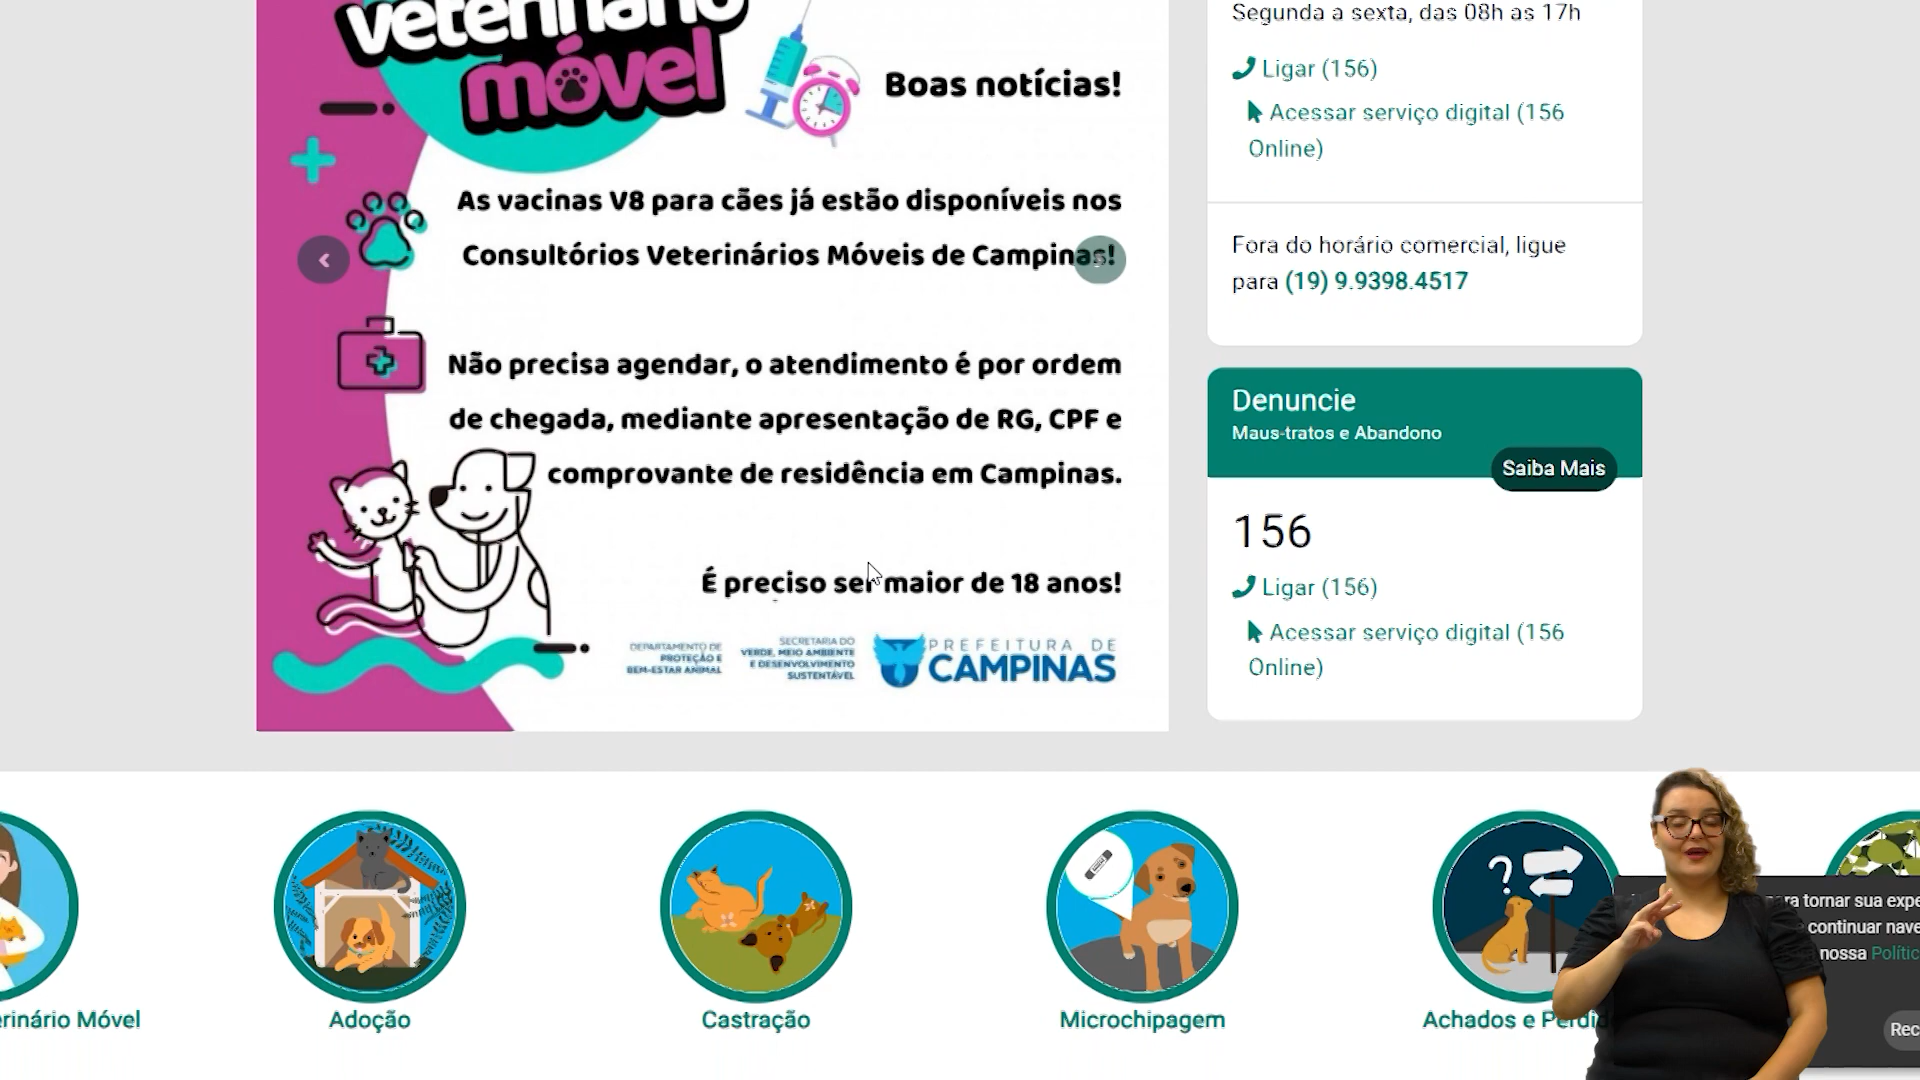 veterinário
móvel
Boas notícias!
As vacinas V8 para cães já estão disponíveis nos
Consultórios Veterinários Móveis de Campinas!
Não precisa agendar, o atendimento é por ordem
de chegada, mediante apresentação de RG, CPF e
comprovante de residência em Campinas.
É preciso ser maior de 18 anos!
DEPARTAMENTO DE
PROTEÇÃO E
BEM-ESTAR ANIMAL
SECRETARIA DO
VERDE, MEIO AMBIENTE
E DESENVOLVIMENTO
SUSTENTÁVEL
PREFEITURA DE
CAMPINAS
Segunda a sexta, das 08h as 17h
Ligar (156)
Acessar serviço digital (156
Online)
Fora do horário comercial, ligue
para (19) 9.9398.4517
Denuncie
Maus-tratos e Abandono
Saiba Mais
156
Ligar (156)
Acessar serviço digital (156
Online)
erinário Móvel
Adoção
Castração
Microchipagem
Achados e Perdid
ra tornar sua expe
continuar nave
nossa Polític
Rec